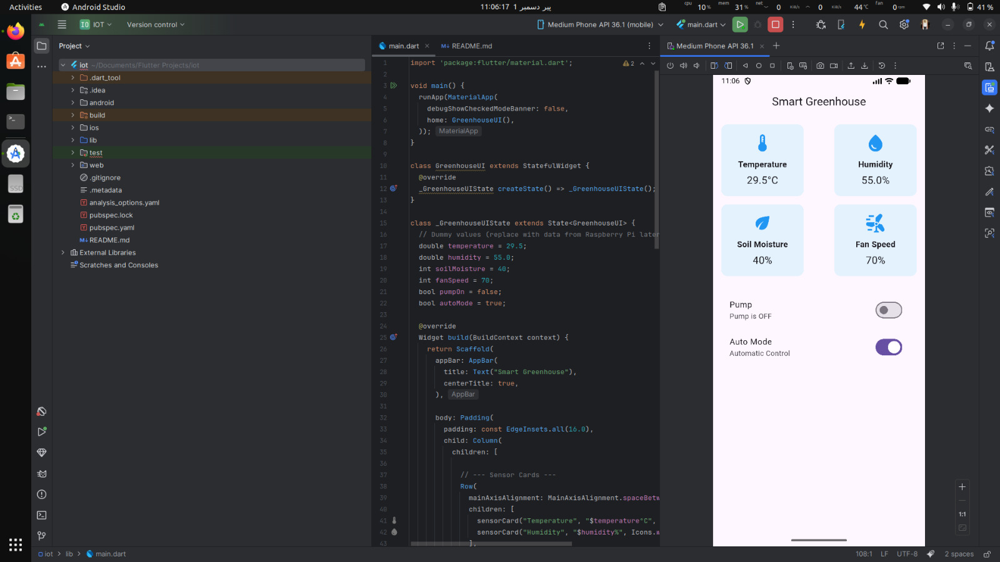 Activities
Android Studio
پیر دسمبر 1 11:06:17
cpu 10% mem 31% net 0 KiB/s 0 KiB/s 44°C fan 0 rpm 41 %
IO IOT
Version control
Medium Phone API 36.1 (mobile)
main.dart
Project
iot ~/Documents/Flutter Projects/iot
.dart_tool
.idea
android
build
ios
lib
test
web
.gitignore
.metadata
analysis_options.yaml
pubspec.lock
pubspec.yaml
README.md
External Libraries
Scratches and Consoles
SSD
main.dart
README.md
2
1 import 'package:flutter/material.dart';
2
3 void main() {
4 runApp(MaterialApp(
5 debugShowCheckedModeBanner: false,
6 home: GreenhouseUI(),
7 )); MaterialApp
8 }
9
10 class GreenhouseUI extends StatefulWidget {
11 @override
12 _GreenhouseUIState createState() => _GreenhouseUIState();
13 }
14
15 class _GreenhouseUIState extends State<GreenhouseUI> {
16 // Dummy values (replace with data from Raspberry Pi later
17 double temperature = 29.5;
18 double humidity = 55.0;
19 int soilMoisture = 40;
20 int fanSpeed = 70;
21 bool pumpOn = false;
22 bool autoMode = true;
23
24 @override
25 Widget build(BuildContext context) {
26 return Scaffold(
27 appBar: AppBar(
28 title: Text("Smart Greenhouse"),
29 centerTitle: true,
30 ), AppBar
31
32 body: Padding(
33 padding: const EdgeInsets.all(16.0),
34 child: Column(
35 children: [
36
37 // --- Sensor Cards ---
38 Row(
39 mainAxisAlignment: MainAxisAlignment.spaceBetw
40 children: [
41 sensorCard("Temperature", "$temperature°C",
42 sensorCard("Humidity", "$humidity%", Icons.w
43 ],
Medium Phone API 36.1
11:06
Smart Greenhouse
Temperature
29.5°C
Humidity
55.0%
Soil Moisture
40%
Fan Speed
70%
Pump
Pump is OFF
Auto Mode
Automatic Control
1:1
iot
lib
main.dart
108:1 LF UTF-8 2 spaces